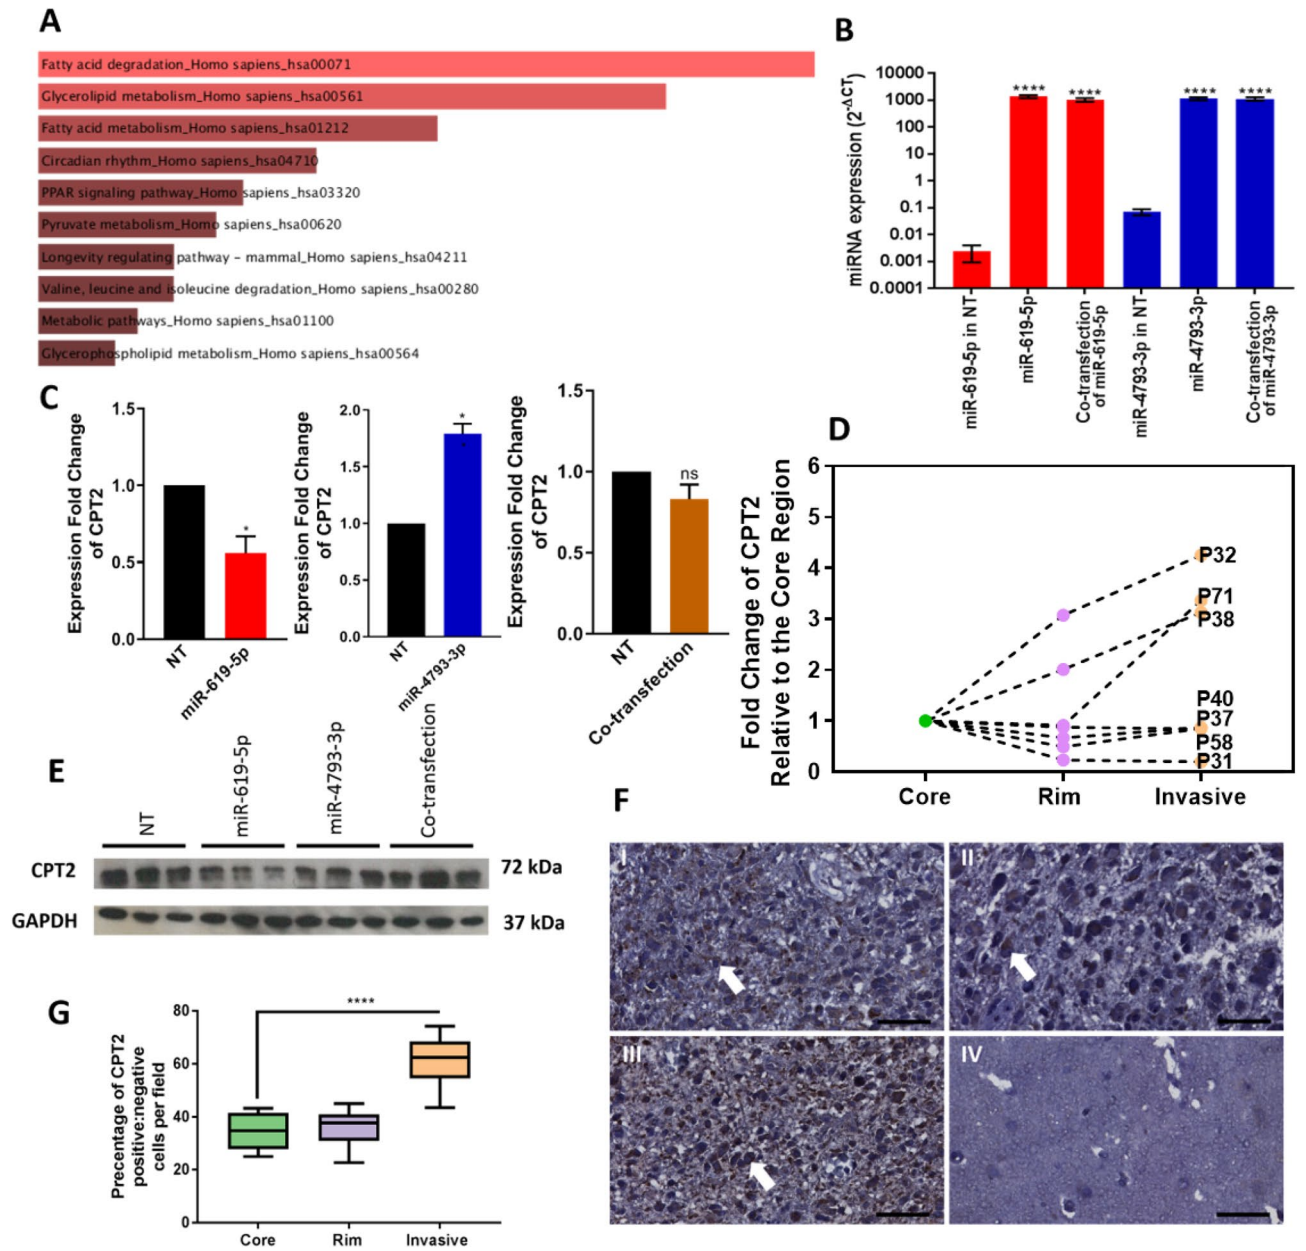 A
Fatty acid degradation_Homo sapiens_hsa00071
Glycerolipid metabolism_Homo sapiens_hsa00561
Fatty acid metabolism_Homo sapiens_hsa01212
Circadian rhythm_Homo sapiens_hsa04710
PPAR signaling pathway_Homo sapiens_hsa03320
Pyruvate metabolism_Homo sapiens_hsa00620
Longevity regulating pathway – mammal_Homo sapiens_hsa04211
Valine, leucine and isoleucine degradation_Homo sapiens_hsa00280
Metabolic pathways_Homo sapiens_hsa01100
Glycerophospholipid metabolism_Homo sapiens_hsa00564
B
miRNA expression (2^-ΔCT)
10000
1000
100
10
1
0.1
0.01
0.001
0.0001
****
****
****
****
miR-619-5p in NT
miR-619-5p
Co-transfection
of miR-619-5p
miR-4793-3p in NT
miR-4793-3p
Co-transfection
of miR-4793-3p
C
Expression Fold Change
of CPT2
1.5
1.0
0.5
0.0
*
NT
miR-619-5p
Expression Fold Change
of CPT2
2.0
1.5
1.0
0.5
0.0
*
NT
miR-4793-3p
Expression Fold Change
of CPT2
1.5
1.0
0.5
0.0
ns
NT
Co-transfection
D
Fold Change of CPT2
Relative to the Core Region
6
5
4
3
2
1
0
P32
P71
P38
P40
P37
P58
P31
Core
Rim
Invasive
E
NT
miR-619-5p
miR-4793-3p
Co-transfection
CPT2
72 kDa
GAPDH
37 kDa
F
I
II
III
IV
G
Precentage of CPT2
positive:negative
cells per field
80
60
40
20
0
****
Core
Rim
Invasive